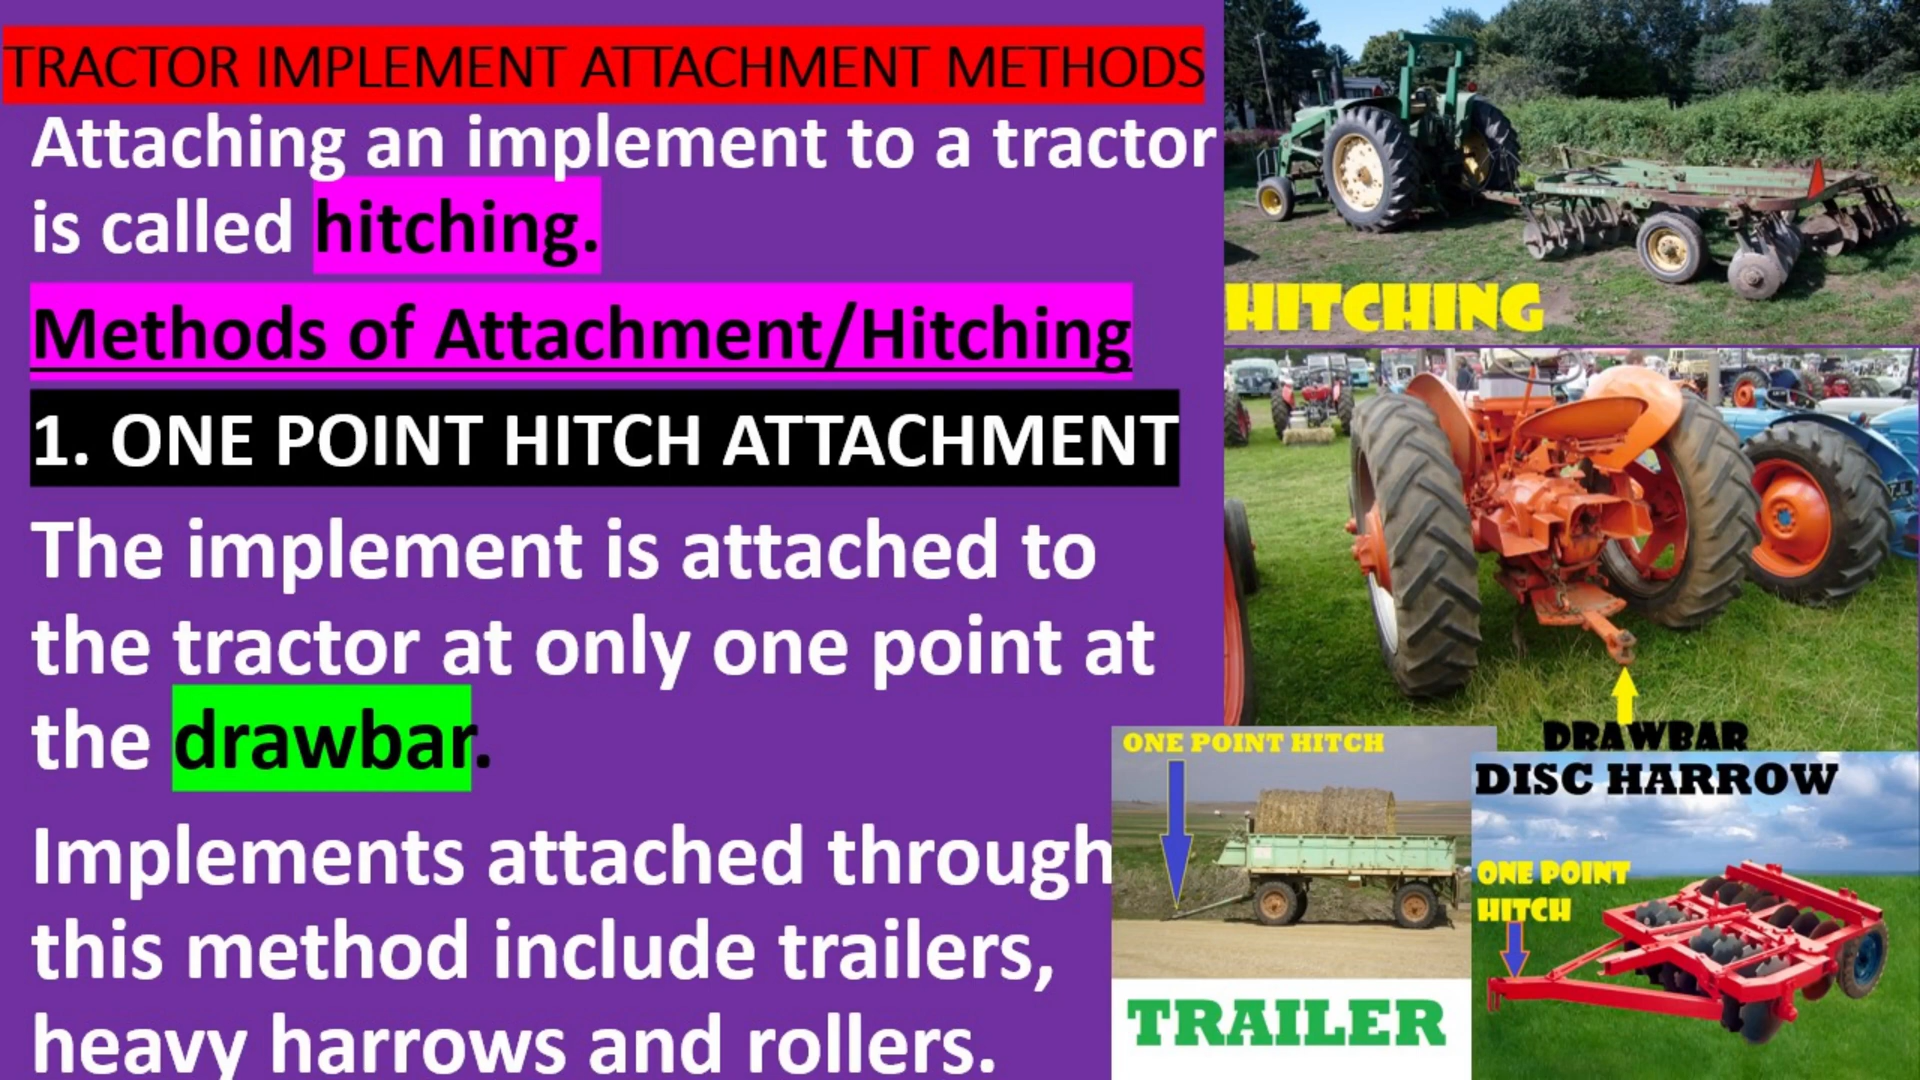 TRACTOR IMPLEMENT ATTACHMENT METHODS
Attaching an implement to a tractor
is called hitching.
Methods of Attachment/Hitching
1. ONE POINT HITCH ATTACHMENT
The implement is attached to
the tractor at only one point at
the drawbar.
Implements attached through
this method include trailers,
heavy harrows and rollers.
HITCHING
DRAWBAR
ONE POINT HITCH
TRAILER
DISC HARROW
ONE POINT
HITCH